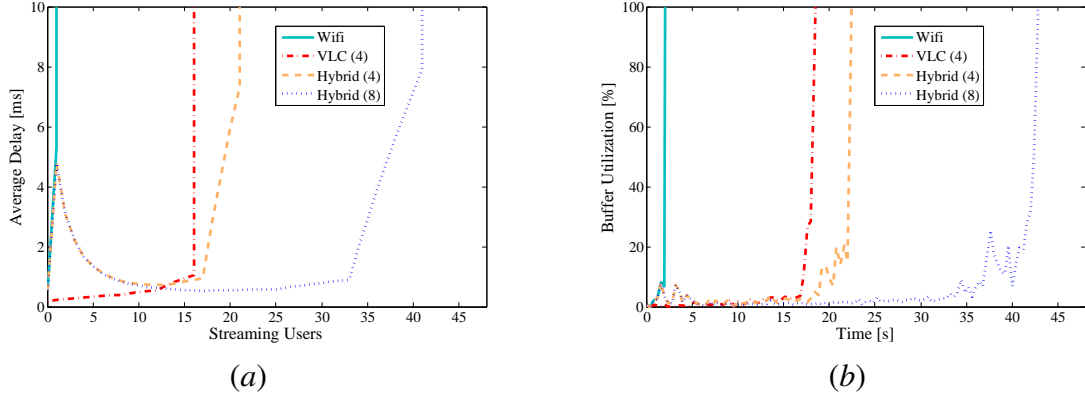 10
8
6
4
2
0
Average Delay [ms]
0 5 10 15 20 25 30 35 40 45
Streaming Users
Wifi
VLC (4)
Hybrid (4)
Hybrid (8)
(a)
100
80
60
40
20
0
Buffer Utilization [%]
0 5 10 15 20 25 30 35 40 45
Time [s]
Wifi
VLC (4)
Hybrid (4)
Hybrid (8)
(b)